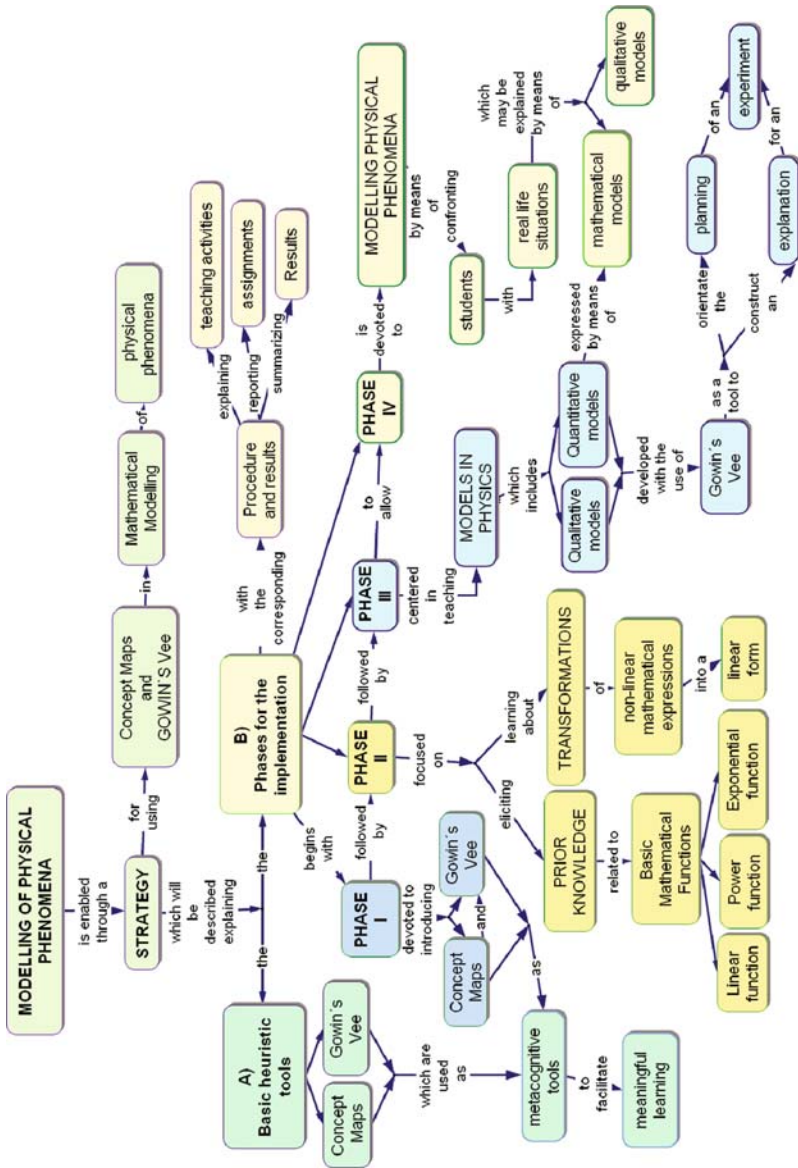 MODELLING OF PHYSICAL
PHENOMENA
is enabled
through a
STRATEGY
for
using
Concept Maps
and
GOWIN´S Vee
in
Mathematical
Modelling
of
physical
phenomena
which will
be
described
explaining
the
the
A)
Basic heuristic
tools
Concept
Maps
Gowin´s
Vee
which are
used
as
metacognitive
tools
to
facilitate
meaningful
learning
B)
Phases for the
implementation
with
the
corresponding
Procedure
and results
explaining
teaching activities
reporting
assignments
summarizing
Results
begins
with
PHASE
I
devoted to
introducing
Concept
Maps
and
Gowin´s
Vee
as
followed
by
PHASE
II
focused
on
eliciting
PRIOR
KNOWLEDGE
related to
Basic
Mathematical
Functions
Linear
function
Power
function
Exponential
function
learning
about
TRANSFORMATIONS
of
non-linear
mathematical
expressions
into a
linear
form
followed
by
PHASE
III
centered
in
teaching
MODELS IN
PHYSICS
which
includes
Qualitative
models
Quantitative
models
developed
with the
use of
Gowin´s
Vee
as a
tool to
orientate
the
planning
of an
experiment
construct
an
explanation
for an
expressed
by means
of
to
allow
PHASE
IV
is
devoted
to
MODELLING PHYSICAL
PHENOMENA
by means
of
confronting
students
with
real life
situations
which
may be
explained
by means
of
mathematical
models
qualitative
models